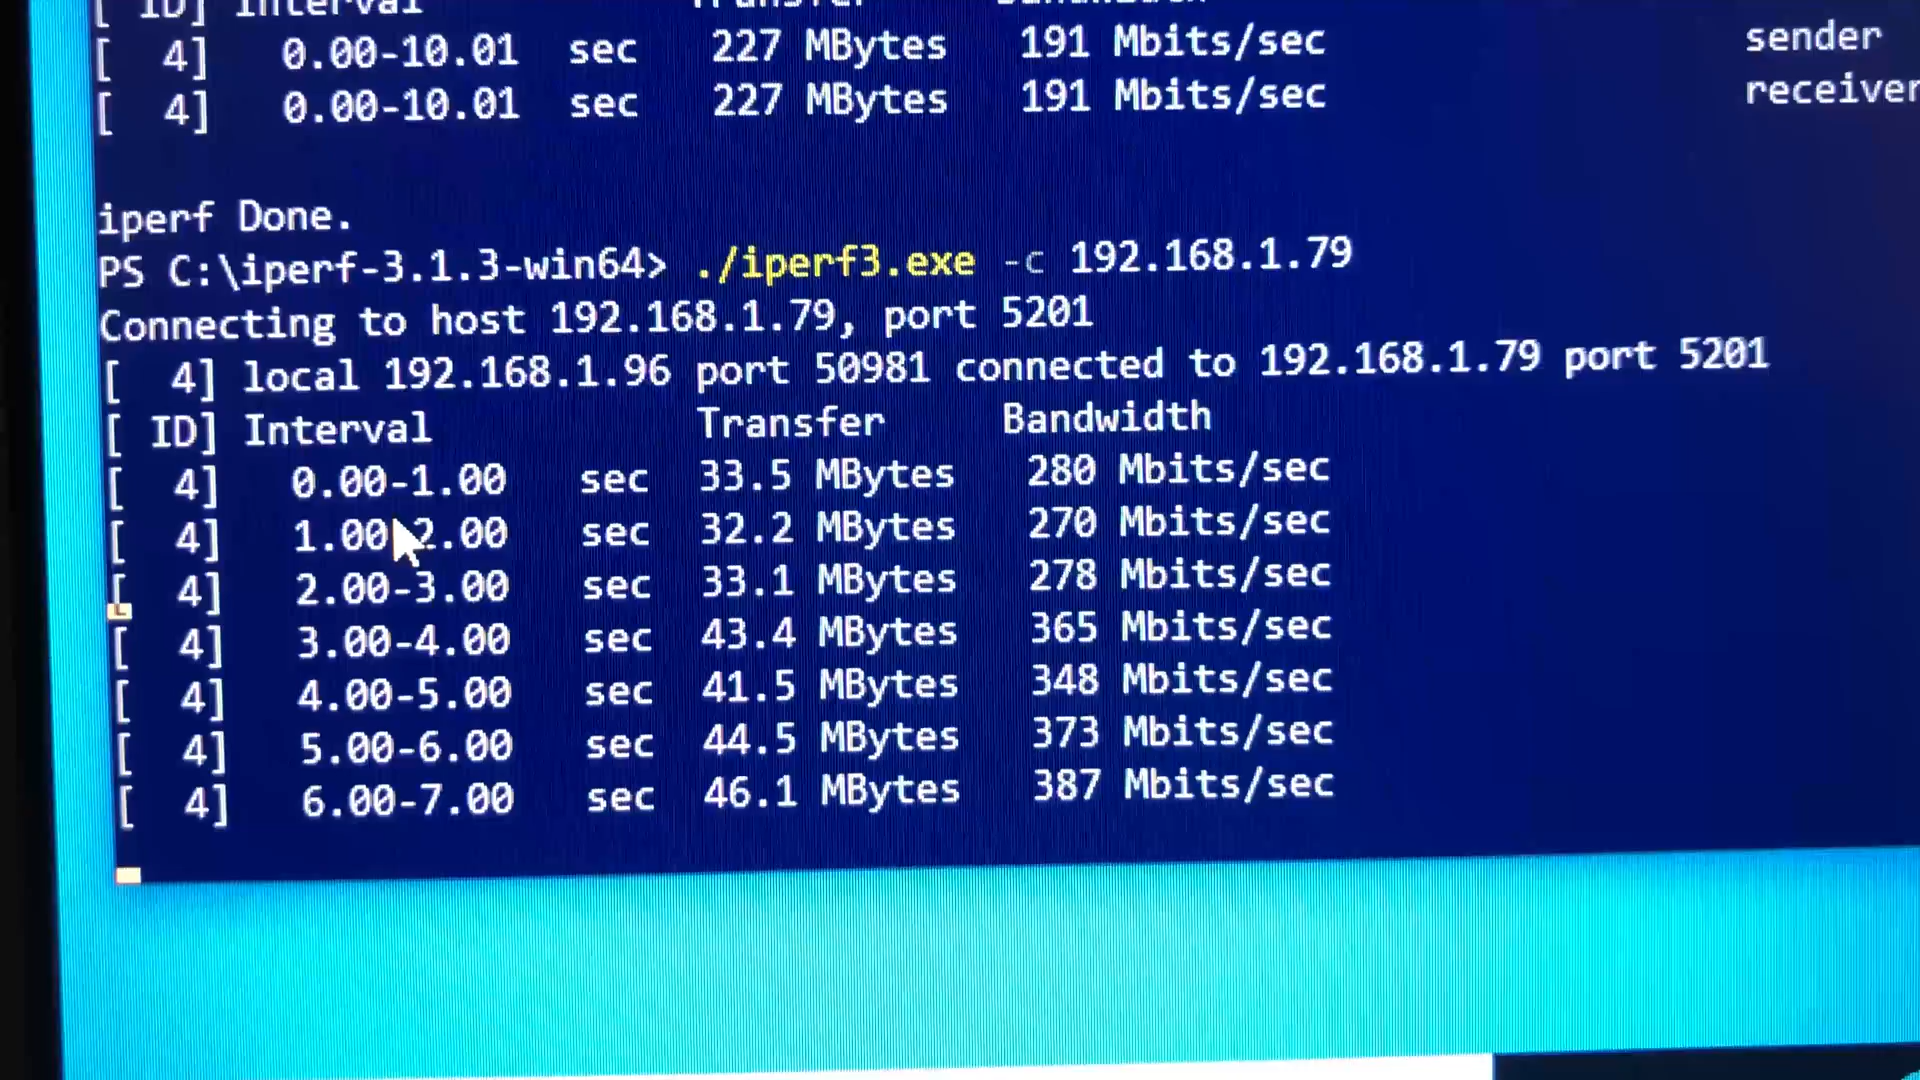 [ ID] Interval Transfer Bandwidth
[ 4] 0.00-10.01 sec 227 MBytes 191 Mbits/sec sender
[ 4] 0.00-10.01 sec 227 MBytes 191 Mbits/sec receiver
iperf Done.
PS C:\iperf-3.1.3-win64> ./iperf3.exe -c 192.168.1.79
Connecting to host 192.168.1.79, port 5201
[ 4] local 192.168.1.96 port 50981 connected to 192.168.1.79 port 5201
[ ID] Interval Transfer Bandwidth
[ 4] 0.00-1.00 sec 33.5 MBytes 280 Mbits/sec
[ 4] 1.00-2.00 sec 32.2 MBytes 270 Mbits/sec
[ 4] 2.00-3.00 sec 33.1 MBytes 278 Mbits/sec
[ 4] 3.00-4.00 sec 43.4 MBytes 365 Mbits/sec
[ 4] 4.00-5.00 sec 41.5 MBytes 348 Mbits/sec
[ 4] 5.00-6.00 sec 44.5 MBytes 373 Mbits/sec
[ 4] 6.00-7.00 sec 46.1 MBytes 387 Mbits/sec